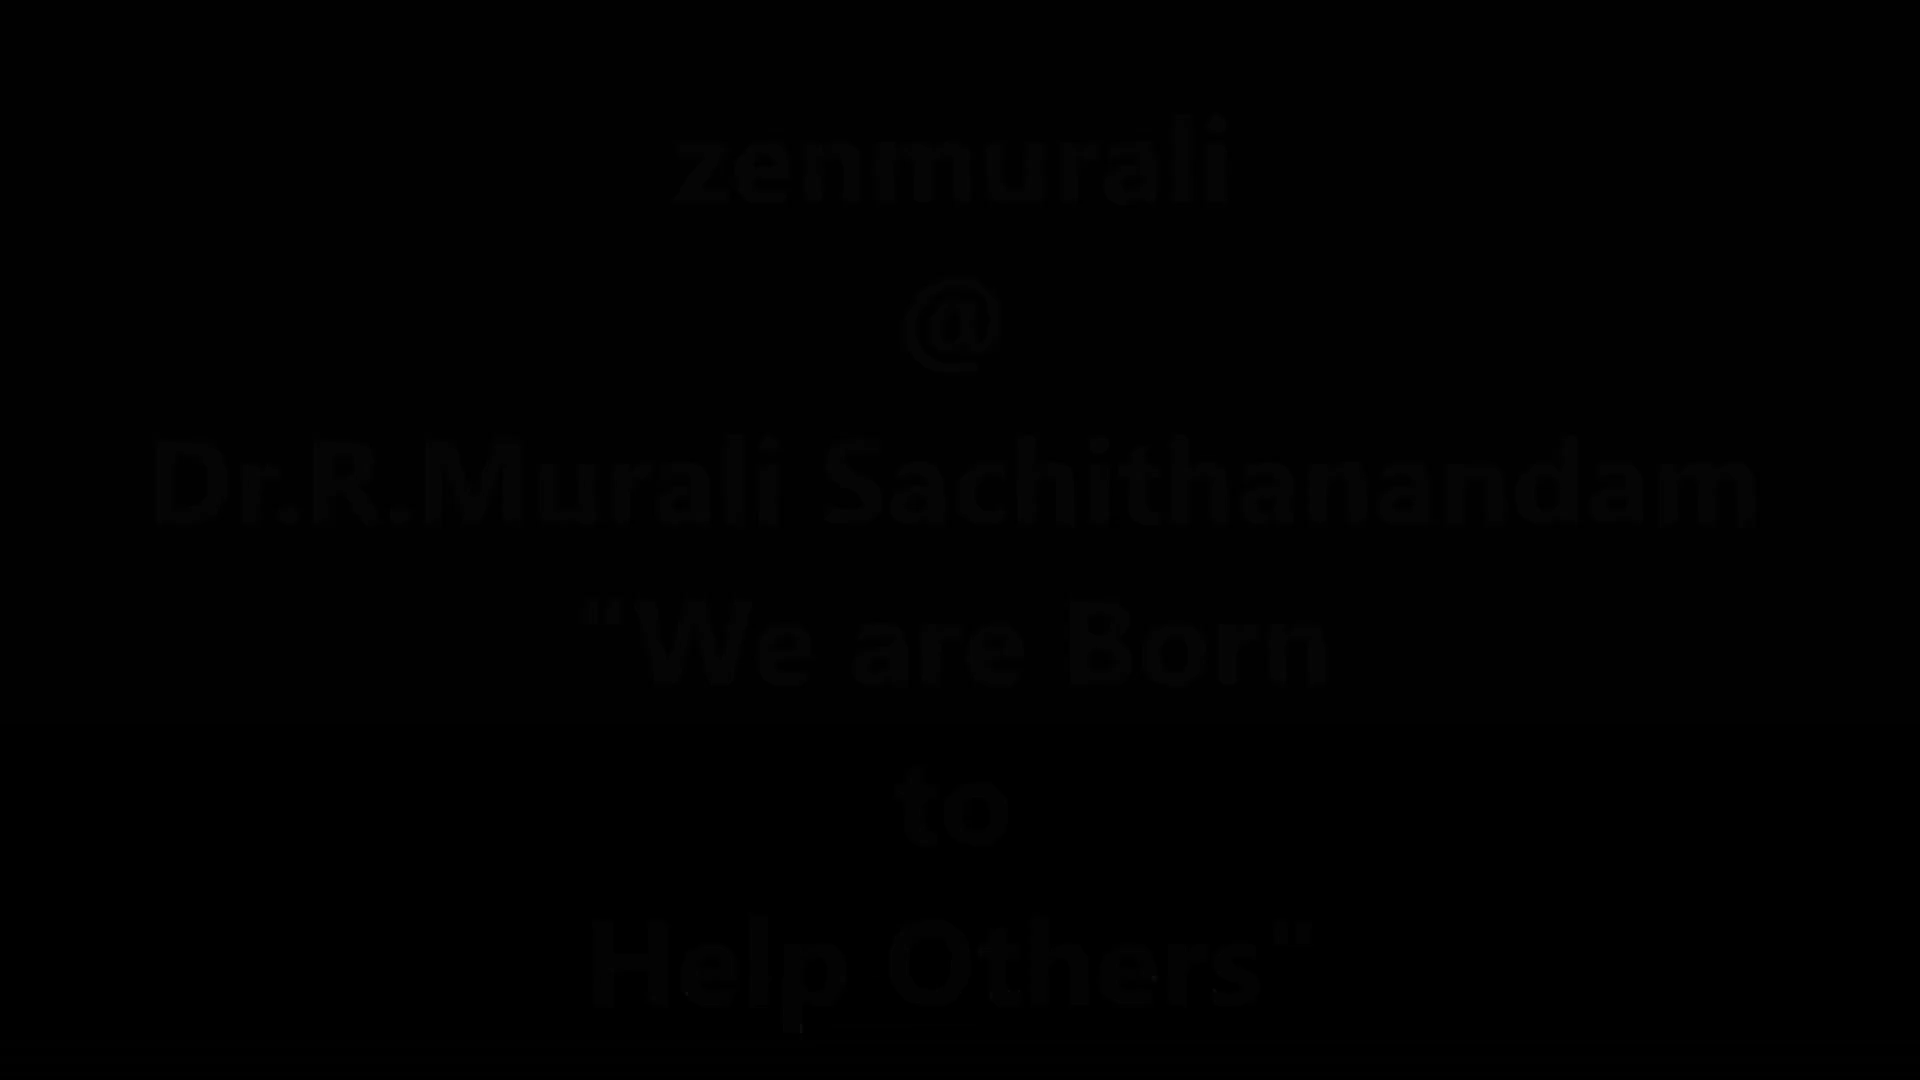 zenmurali
@
Dr.R.Murali Sachithanandam
“We are Born
to
Help Others"